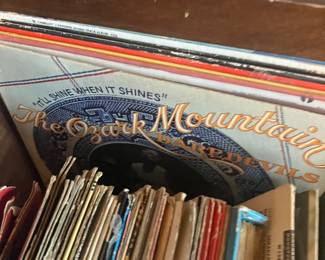 "IT'LL SHINE WHEN IT SHINES"
The Ozark Mountain
DAREDEVILS